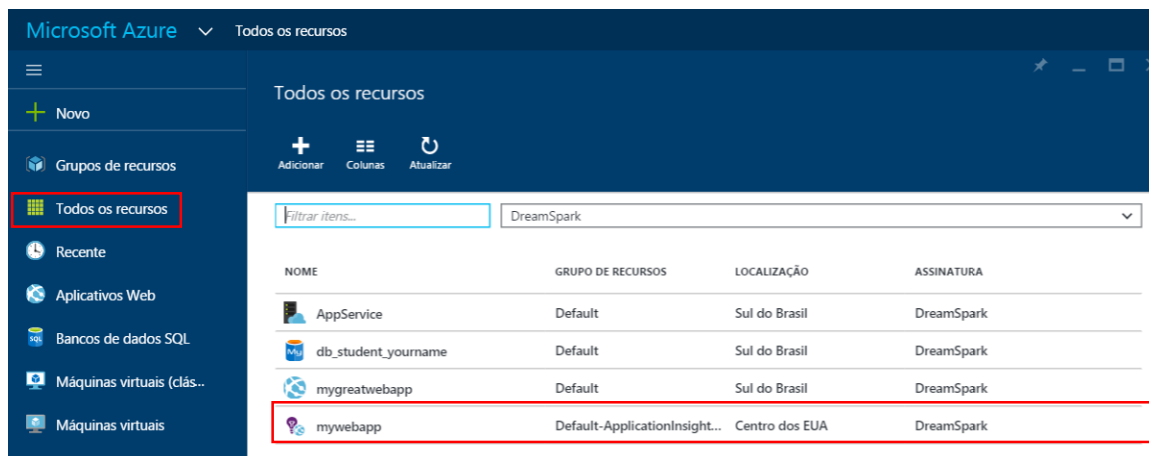 Microsoft Azure Todos os recursos
Novo
Grupos de recursos
Todos os recursos
Recente
Aplicativos Web
Bancos de dados SQL
Máquinas virtuais (clás...
Máquinas virtuais
Todos os recursos
Adicionar Colunas Atualizar
Filtrar itens... DreamSpark
NOME GRUPO DE RECURSOS LOCALIZAÇÃO ASSINATURA
AppService Default Sul do Brasil DreamSpark
db_student_yourname Default Sul do Brasil DreamSpark
mygreatwebapp Default Sul do Brasil DreamSpark
mywebapp Default-ApplicationInsight... Centro dos EUA DreamSpark